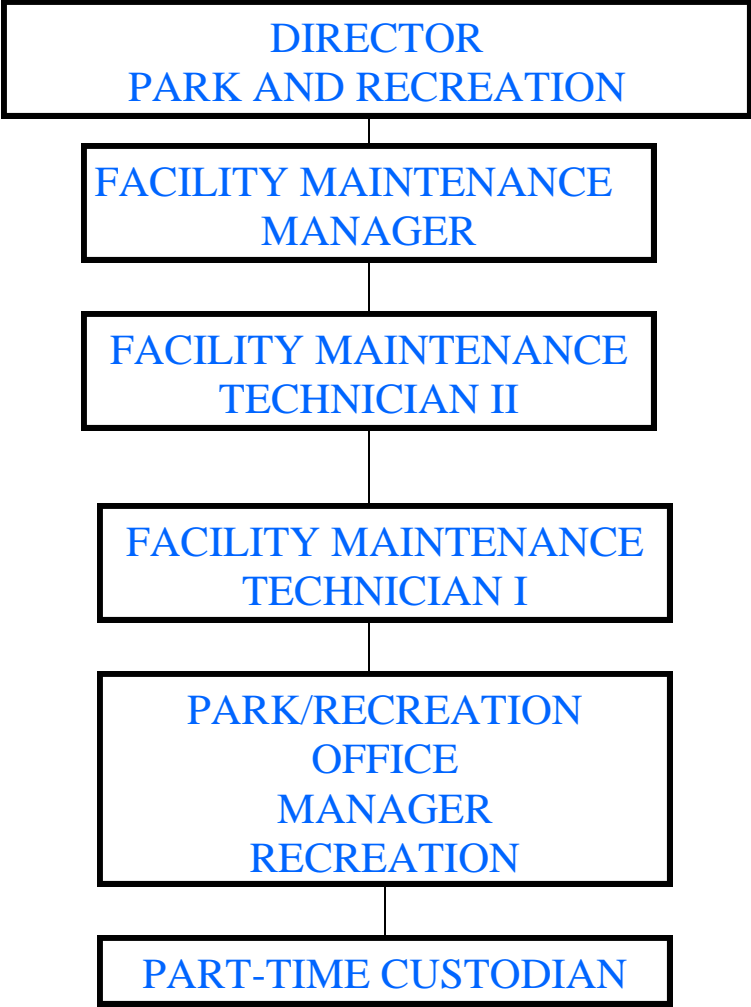 DIRECTOR
PARK AND RECREATION
FACILITY MAINTENANCE
MANAGER
FACILITY MAINTENANCE
TECHNICIAN II
FACILITY MAINTENANCE
TECHNICIAN I
PARK/RECREATION
OFFICE
MANAGER
RECREATION
PART-TIME CUSTODIAN